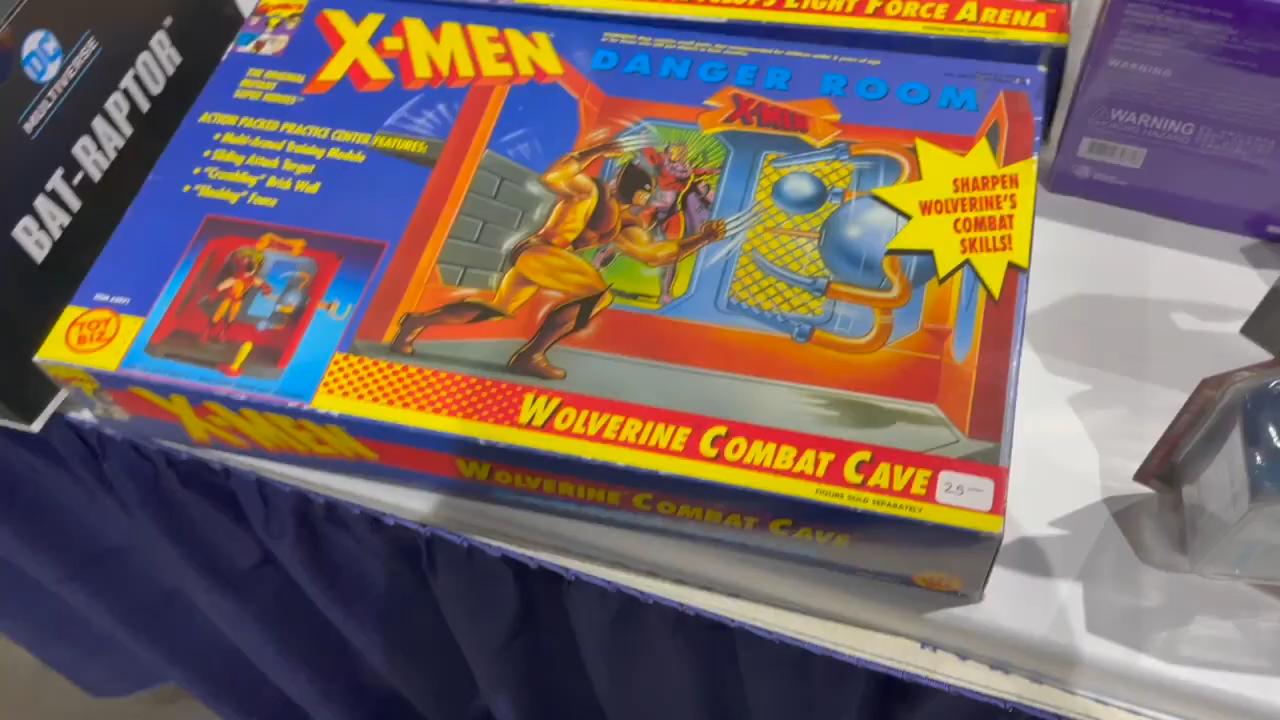 LIGHT FORCE ARENA
DC
MULTIVERSE
BAT-RAPTOR
X-MEN
THE ORIGINAL
MUTANT
SUPER HEROES
DANGER ROOM
X-MEN
ACTION PACKED PRACTICE CENTER FEATURES:
• Multi-Armed Training Module
• Sliding Attack Target
• "Crumbling" Brick Wall
• "Shooting" Tower
SHARPEN
WOLVERINE'S
COMBAT
SKILLS!
TOY
BIZ
WOLVERINE COMBAT CAVE
25—
FIGURE SOLD SEPARATELY
X-MEN
WOLVERINE COMBAT CAVE
WARNING
WARNING